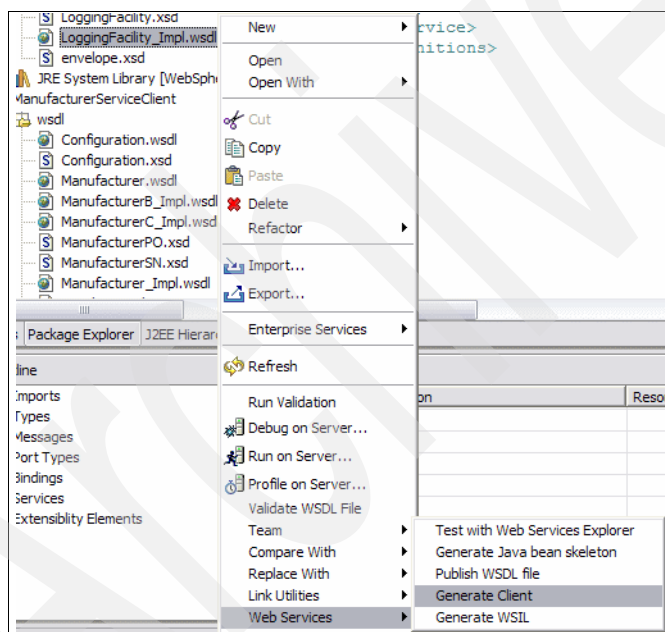 LoggingFacility.xsd
LoggingFacility_Impl.wsdl
envelope.xsd
JRE System Library [WebSph
ManufacturerServiceClient
wsdl
Configuration.wsdl
Configuration.xsd
Manufacturer.wsdl
ManufacturerB_Impl.wsdl
ManufacturerC_Impl.wsd
ManufacturerPO.xsd
ManufacturerSN.xsd
Manufacturer_Impl.wsdl
s Package Explorer J2EE Hierar
line
Imports
Types
Messages
Port Types
Bindings
Services
Extensiblity Elements
New
Open
Open With
Cut
Copy
Paste
Delete
Refactor
Import...
Export...
Enterprise Services
Refresh
Run Validation
Debug on Server...
Run on Server...
Profile on Server...
Validate WSDL File
Team
Compare With
Replace With
Link Utilities
Web Services
rvice>
nitions>
on Reso
Test with Web Services Explorer
Generate Java bean skeleton
Publish WSDL file
Generate Client
Generate WSIL